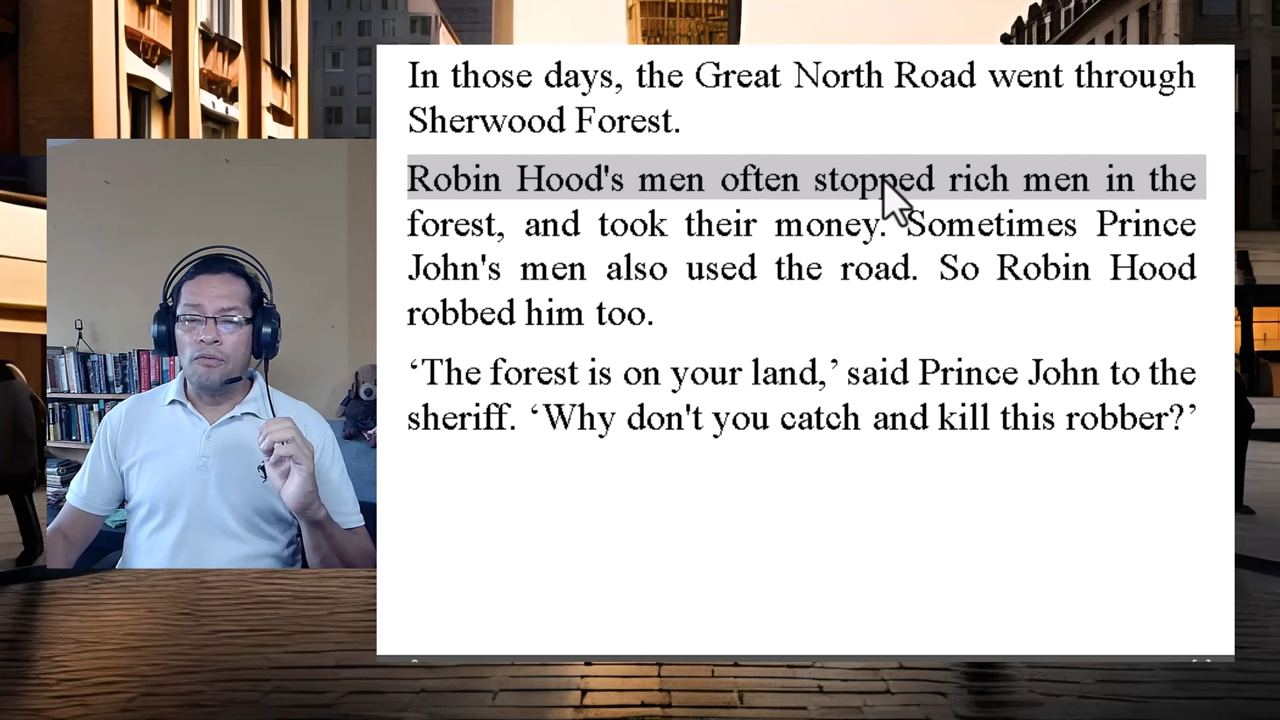 In those days, the Great North Road went through
Sherwood Forest.
Robin Hood's men often stopped rich men in the
forest, and took their money. Sometimes Prince
John's men also used the road. So Robin Hood
robbed him too.
‘The forest is on your land,’ said Prince John to the
sheriff. ‘Why don't you catch and kill this robber?’